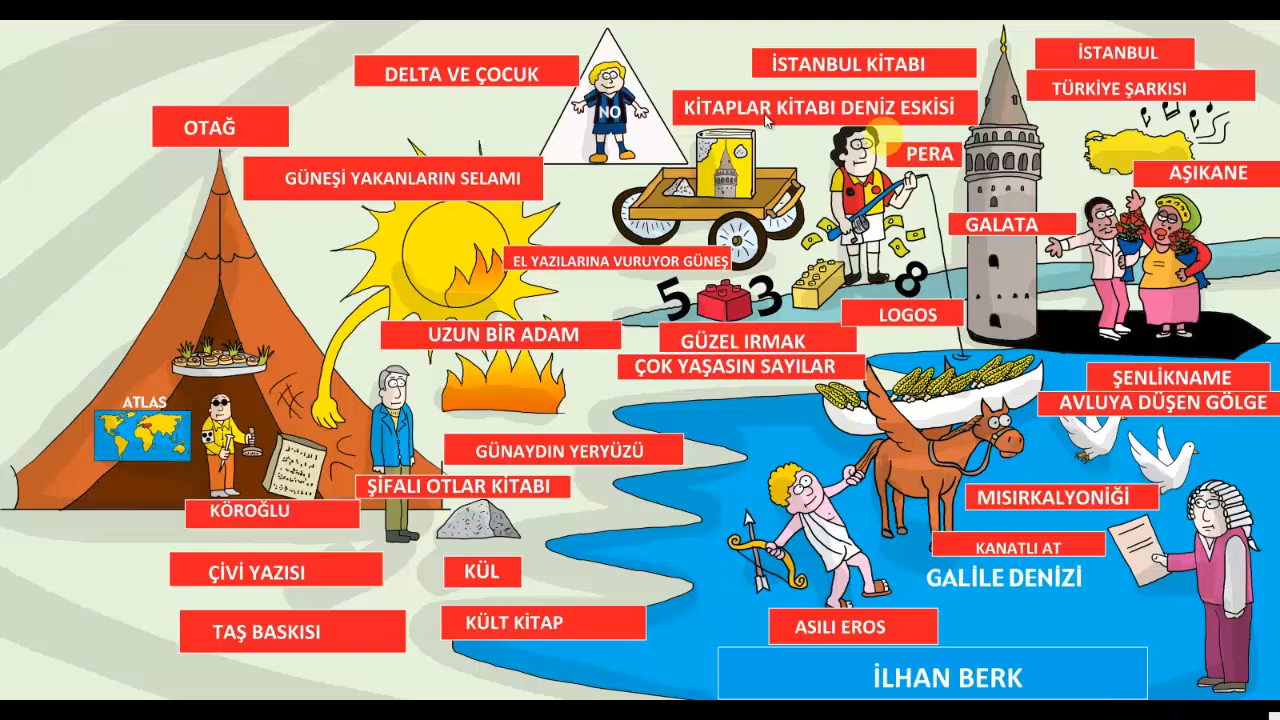 DELTA VE ÇOCUK
NO
İSTANBUL KİTABI
KİTAPLAR KİTABI DENİZ ESKİSİ
İSTANBUL
TÜRKİYE ŞARKISI
OTAĞ
GÜNEŞİ YAKANLARIN SELAMI
PERA
AŞIKANE
GALATA
EL YAZILARINA VURUYOR GÜNEŞ
5 3 8
LOGOS
UZUN BİR ADAM
GÜZEL IRMAK
ÇOK YAŞASIN SAYILAR
ŞENLİKNAME
AVLUYA DÜŞEN GÖLGE
ATLAS
GÜNAYDIN YERYÜZÜ
ŞİFALI OTLAR KİTABI
MISIRKALYONİĞİ
KÖROĞLU
KANATLI AT
GALİLE DENİZİ
ÇİVİ YAZISI
KÜL
TAŞ BASKISI
KÜLT KİTAP
ASILI EROS
İLHAN BERK